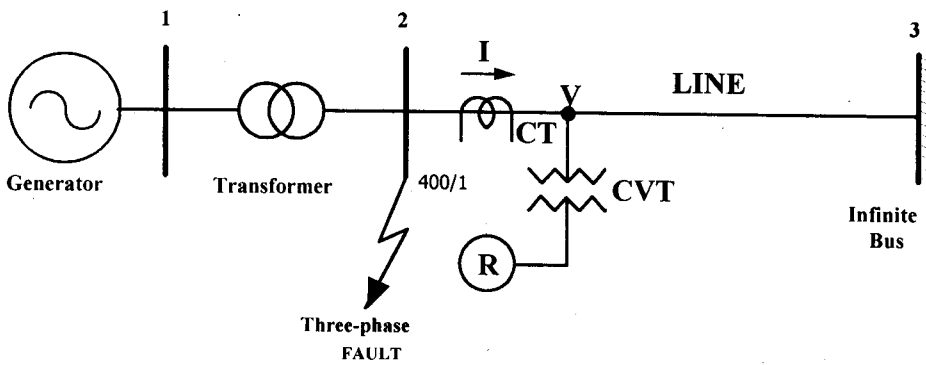 1
2
3
I
V
LINE
CT
Generator
Transformer
400/1
CVT
Infinite
Bus
R
Three-phase
FAULT